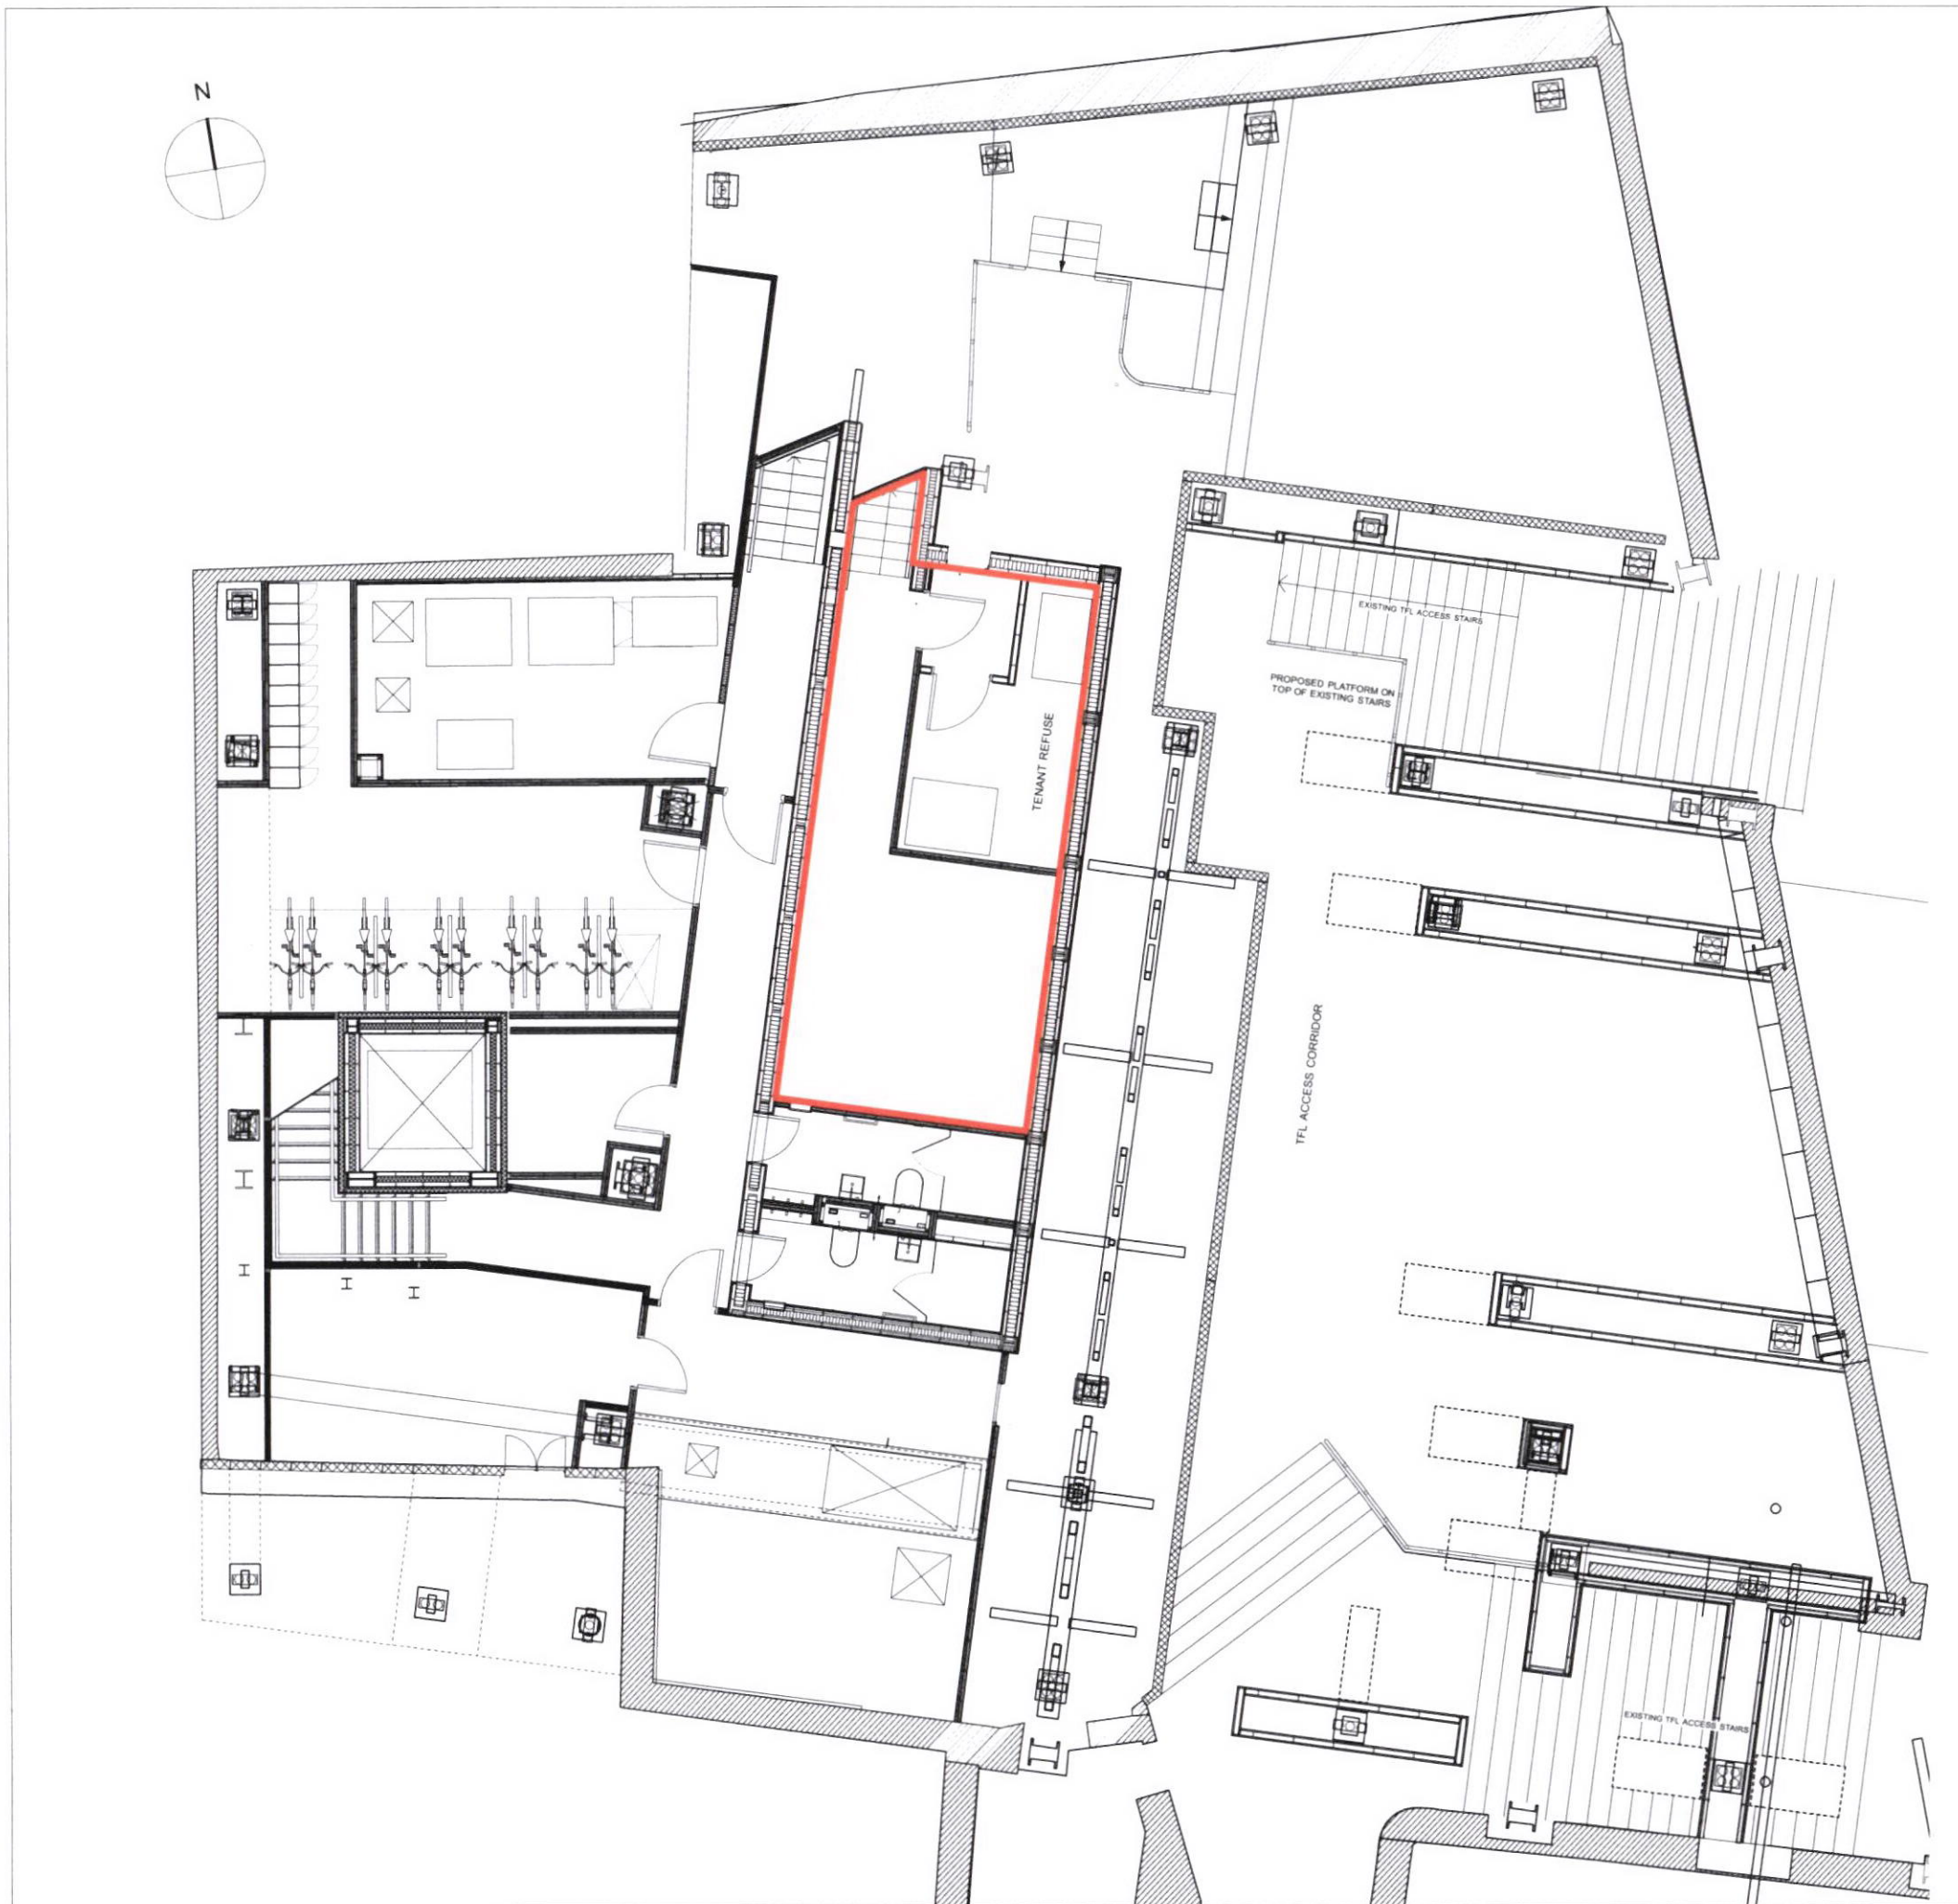 N
EXISTING TFL ACCESS STAIRS
PROPOSED PLATFORM ON
TOP OF EXISTING STAIRS
TENANT REFUSE
TFL ACCESS CORRIDOR
EXISTING TFL ACCESS STAIRS